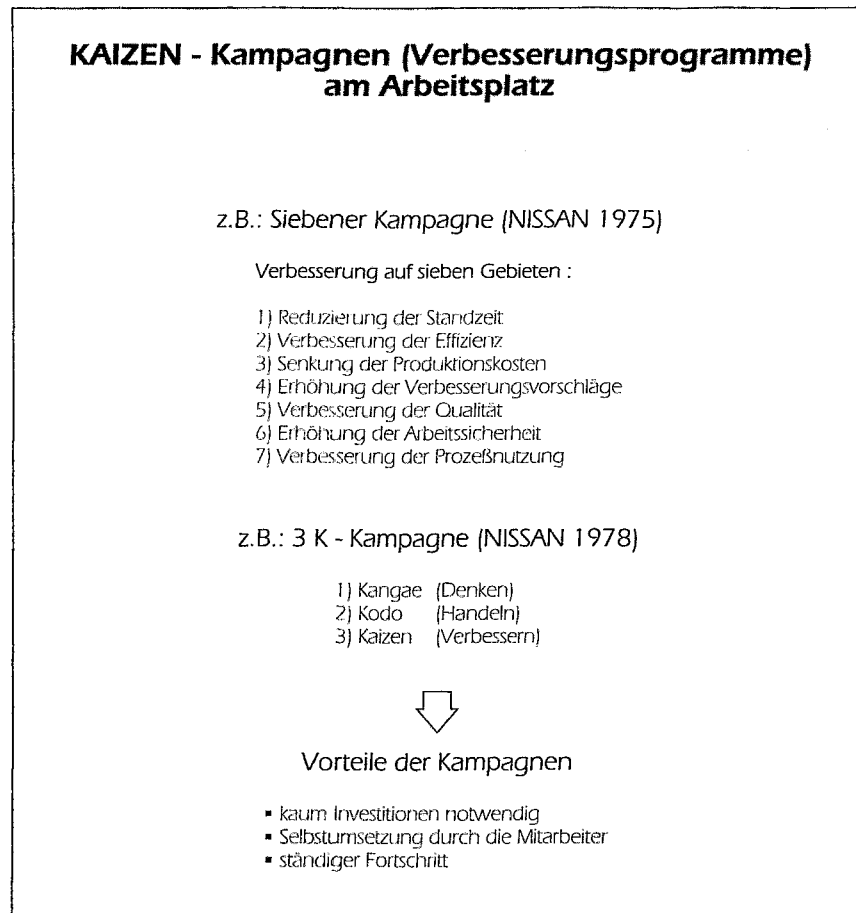 KAIZEN - Kampagnen (Verbesserungsprogramme)
am Arbeitsplatz
z.B.: Siebener Kampagne (NISSAN 1975)
Verbesserung auf sieben Gebieten :
1) Reduzierung der Standzeit
2) Verbesserung der Effizienz
3) Senkung der Produktionskosten
4) Erhöhung der Verbesserungsvorschläge
5) Verbesserung der Qualität
6) Erhöhung der Arbeitssicherheit
7) Verbesserung der Prozeßnutzung
z.B.: 3 K - Kampagne (NISSAN 1978)
1) Kangae (Denken)
2) Kodo (Handeln)
3) Kaizen (Verbessern)
Vorteile der Kampagnen
▪ kaum Investitionen notwendig
▪ Selbstumsetzung durch die Mitarbeiter
▪ ständiger Fortschritt